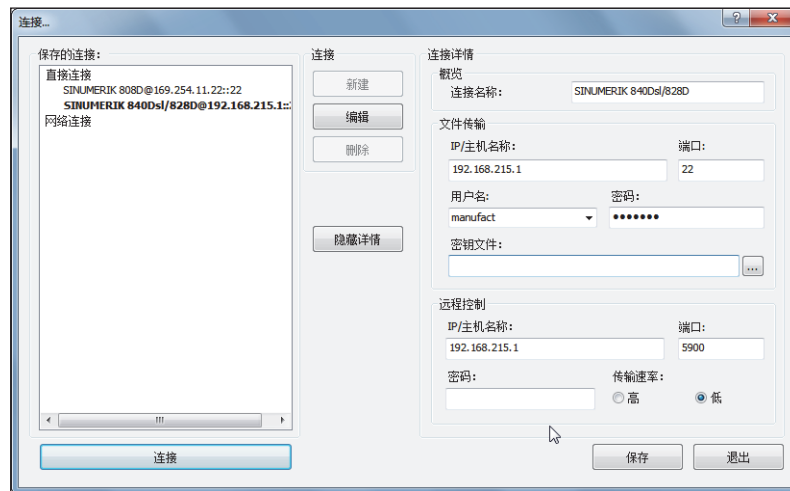 连接...
保存的连接:
直接连接
SINUMERIK 808D@169.254.11.22::22
SINUMERIK 840Dsl/828D@192.168.215.1::
网络连接
连接
连接
新建
编辑
删除
隐藏详情
连接详情
概览
连接名称:
SINUMERIK 840Dsl/828D
文件传输
IP/主机名称:
端口:
192.168.215.1
22
用户名:
密码:
manufact
•••••••
密钥文件:
...
远程控制
IP/主机名称:
端口:
192.168.215.1
5900
密码:
传输速率:
高
低
保存
退出